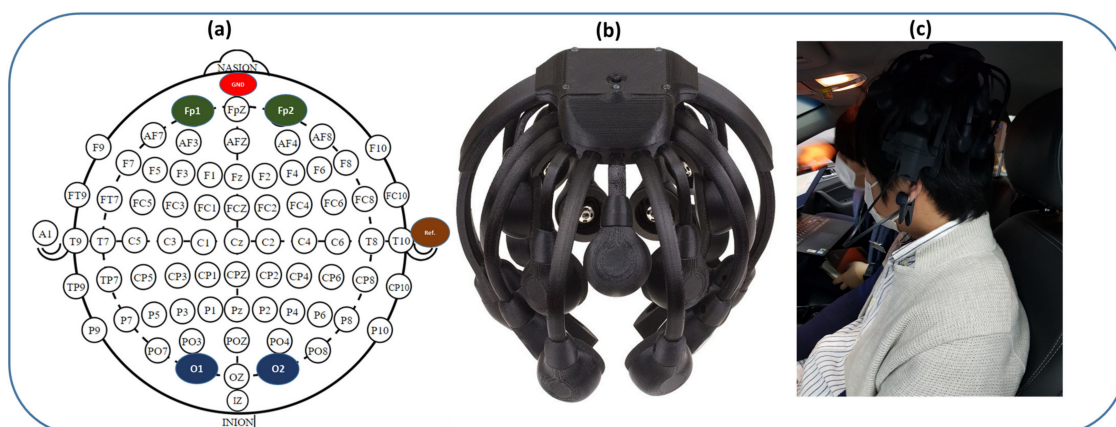 (a)
(b)
(c)
NASION
GND
Fp1
FpZ
Fp2
AF7
AF3
AFZ
AF4
AF8
F9
F7
F5
F3
F1
Fz
F2
F4
F6
F8
F10
FT9
FT7
FC5
FC3
FC1
FCZ
FC2
FC4
FC6
FC8
FC10
A1
T9
T7
C5
C3
C1
Cz
C2
C4
C6
T8
T10
Ref.
TP9
TP7
CP5
CP3
CP1
CPZ
CP2
CP4
CP6
CP8
CP10
P9
P7
P5
P3
P1
Pz
P2
P4
P6
P8
P10
PO7
PO3
POZ
PO4
PO8
O1
OZ
O2
IZ
INION